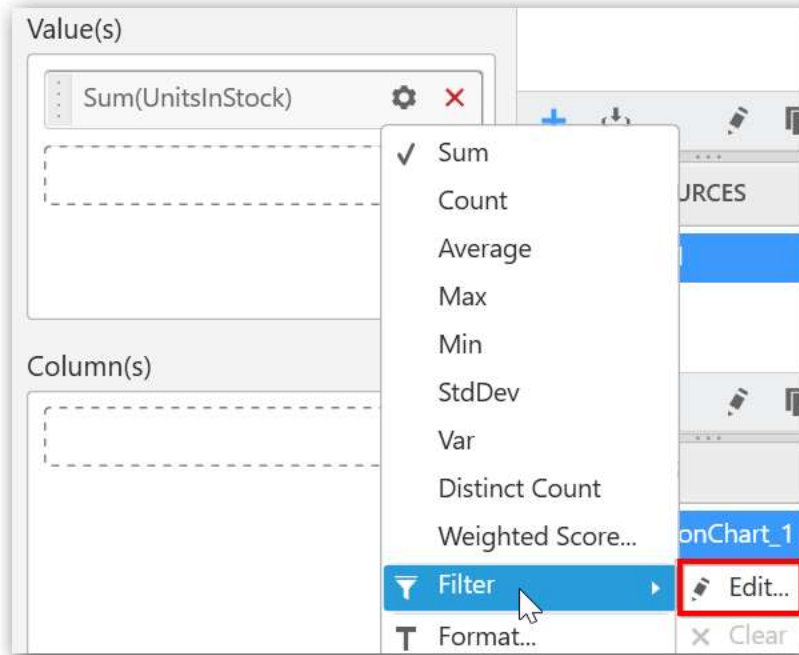 Value(s)
Sum(UnitsInStock)
Sum
Count
Average
Max
Min
StdDev
Var
Distinct Count
Weighted Score...
Filter
Format...
Edit...
Clear
Column(s)
URCES
onChart_1